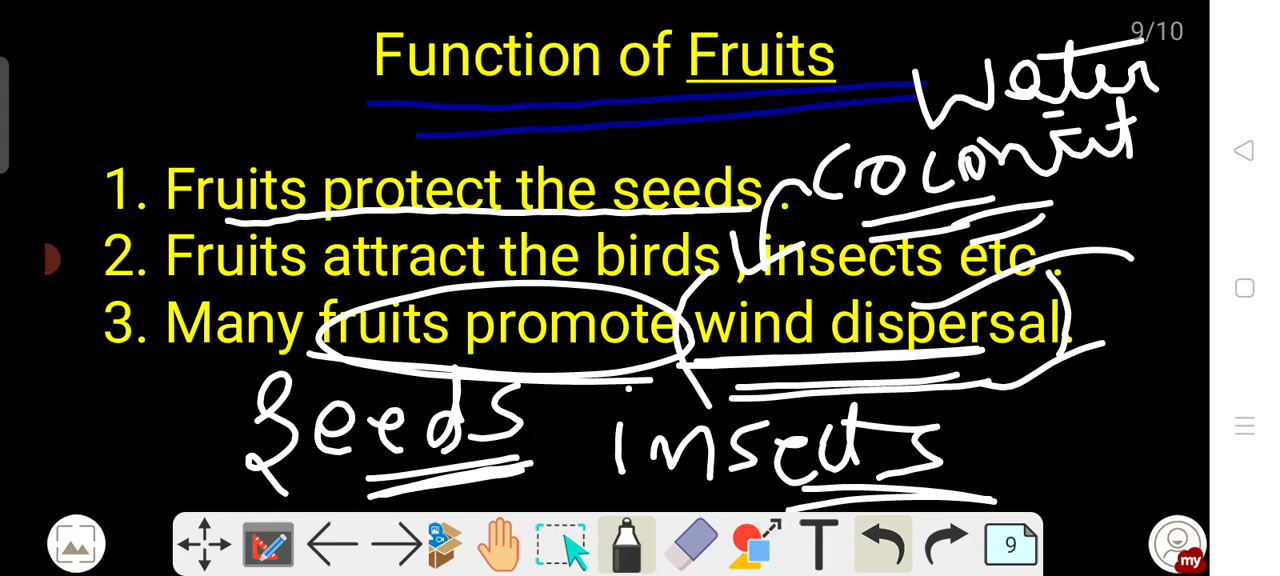 9/10
Function of Fruits
Water
Coconut
1. Fruits protect the seeds .
2. Fruits attract the birds , insects etc .
3. Many fruits promote wind dispersal.
Seeds insects
T
9
my